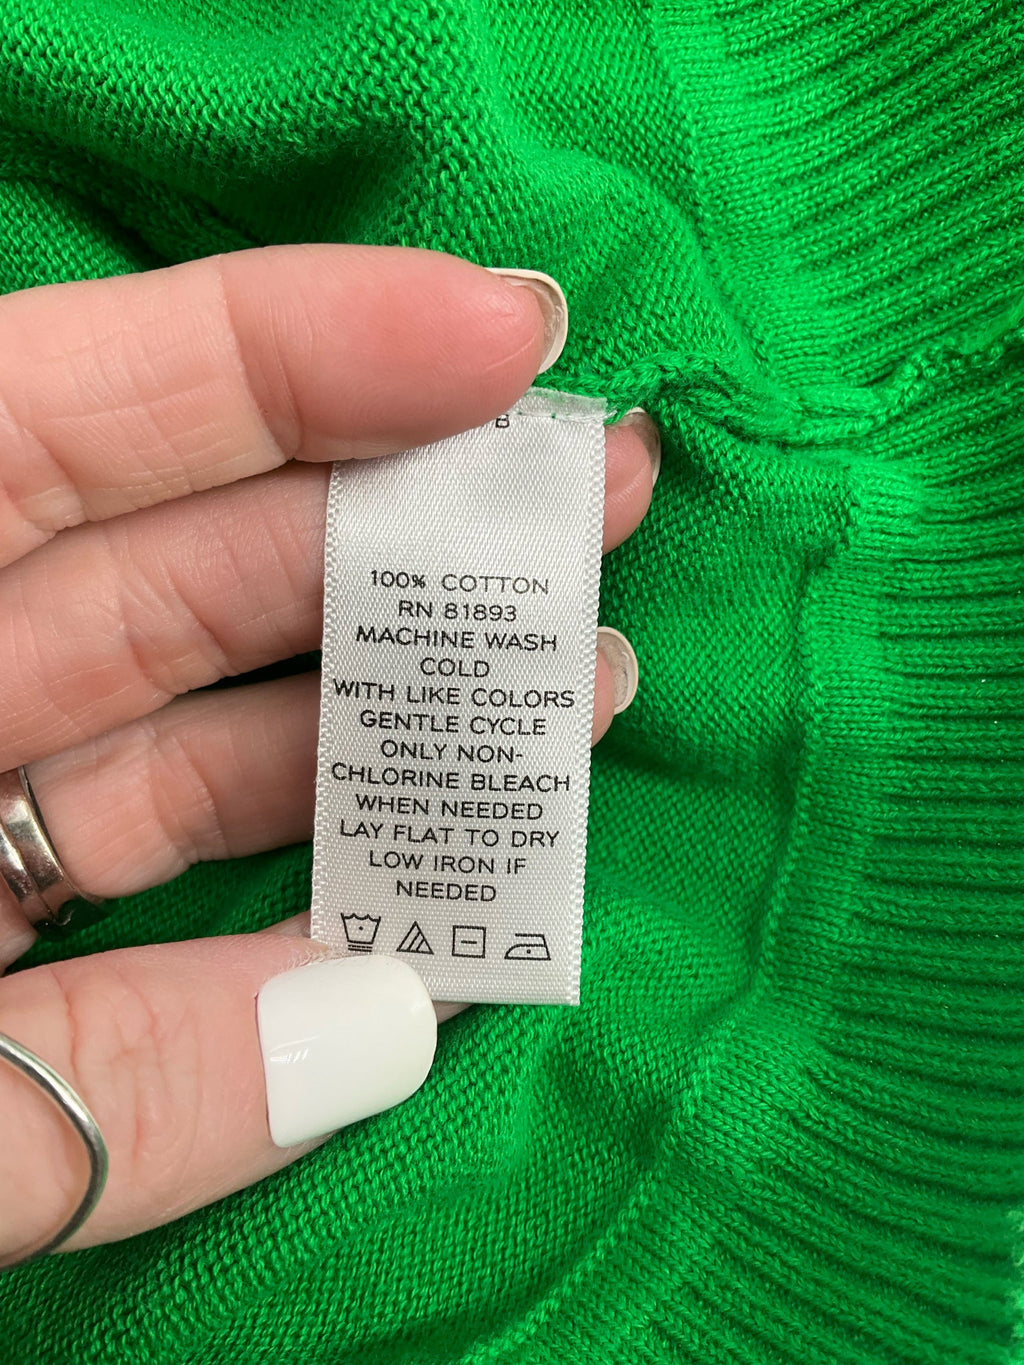 B
100% COTTON
RN 81893
MACHINE WASH
COLD
WITH LIKE COLORS
GENTLE CYCLE
ONLY NON-
CHLORINE BLEACH
WHEN NEEDED
LAY FLAT TO DRY
LOW IRON IF
NEEDED